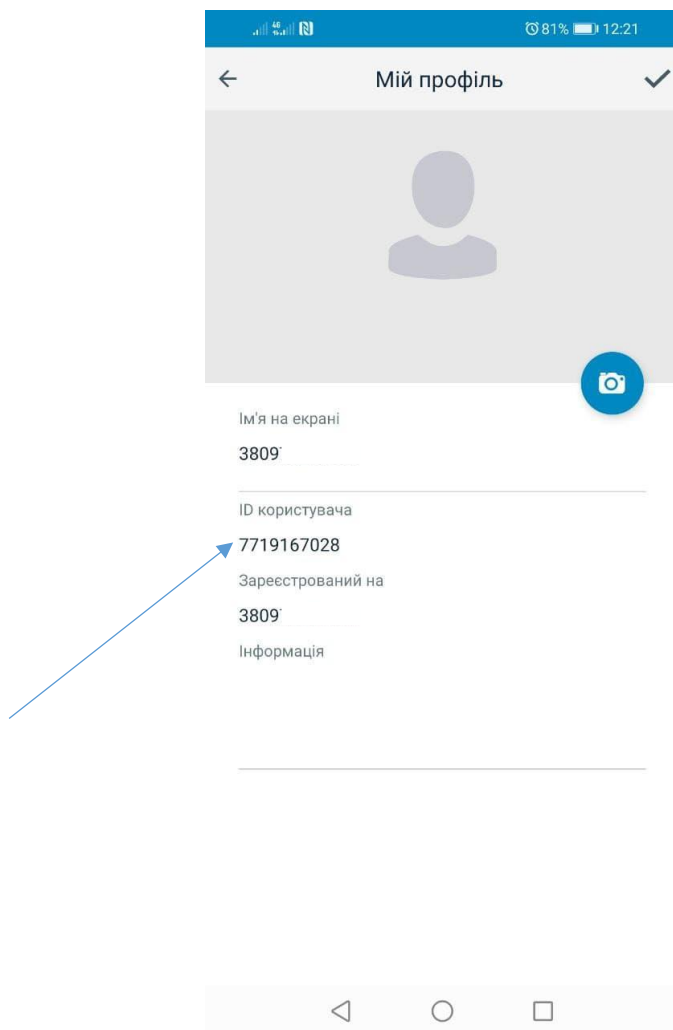 81% 12:21
Мій профіль
Ім'я на екрані
3809
ID користувача
7719167028
Зареєстрований на
3809
Інформація